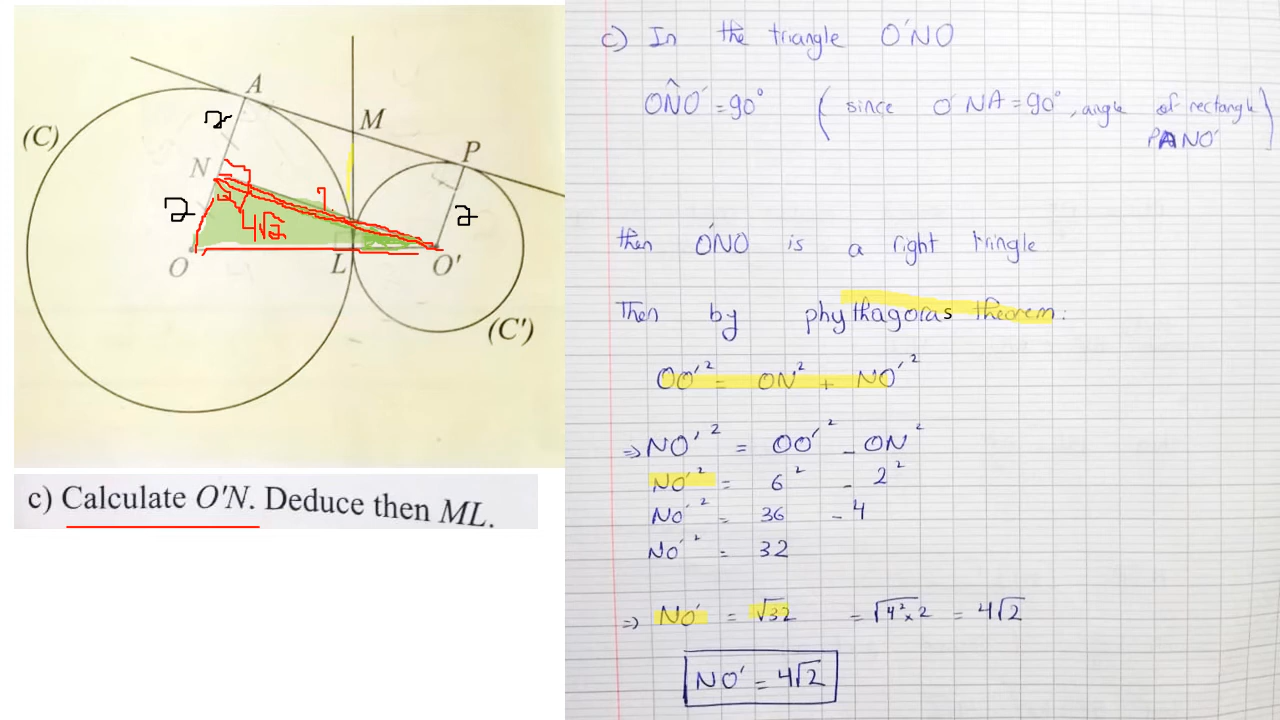 A
M
(C)
2
P
N
1
2
4√2
2
O
L
O'
(C')
c) Calculate O'N. Deduce then ML.
c) In the triangle O'NO
ON̂O' = 90° ( since O'NA = 90°, angle of rectangle PANO' )
then O'NO is a right tringle
Then by phythagoras theorem:
OO'² = ON² + NO'²
⇒ NO'² = OO'² - ON²
NO'² = 6² - 2²
NO'² = 36 - 4
NO'² = 32
⇒ NO' = √32 = √4²×2 = 4√2
NO' = 4√2